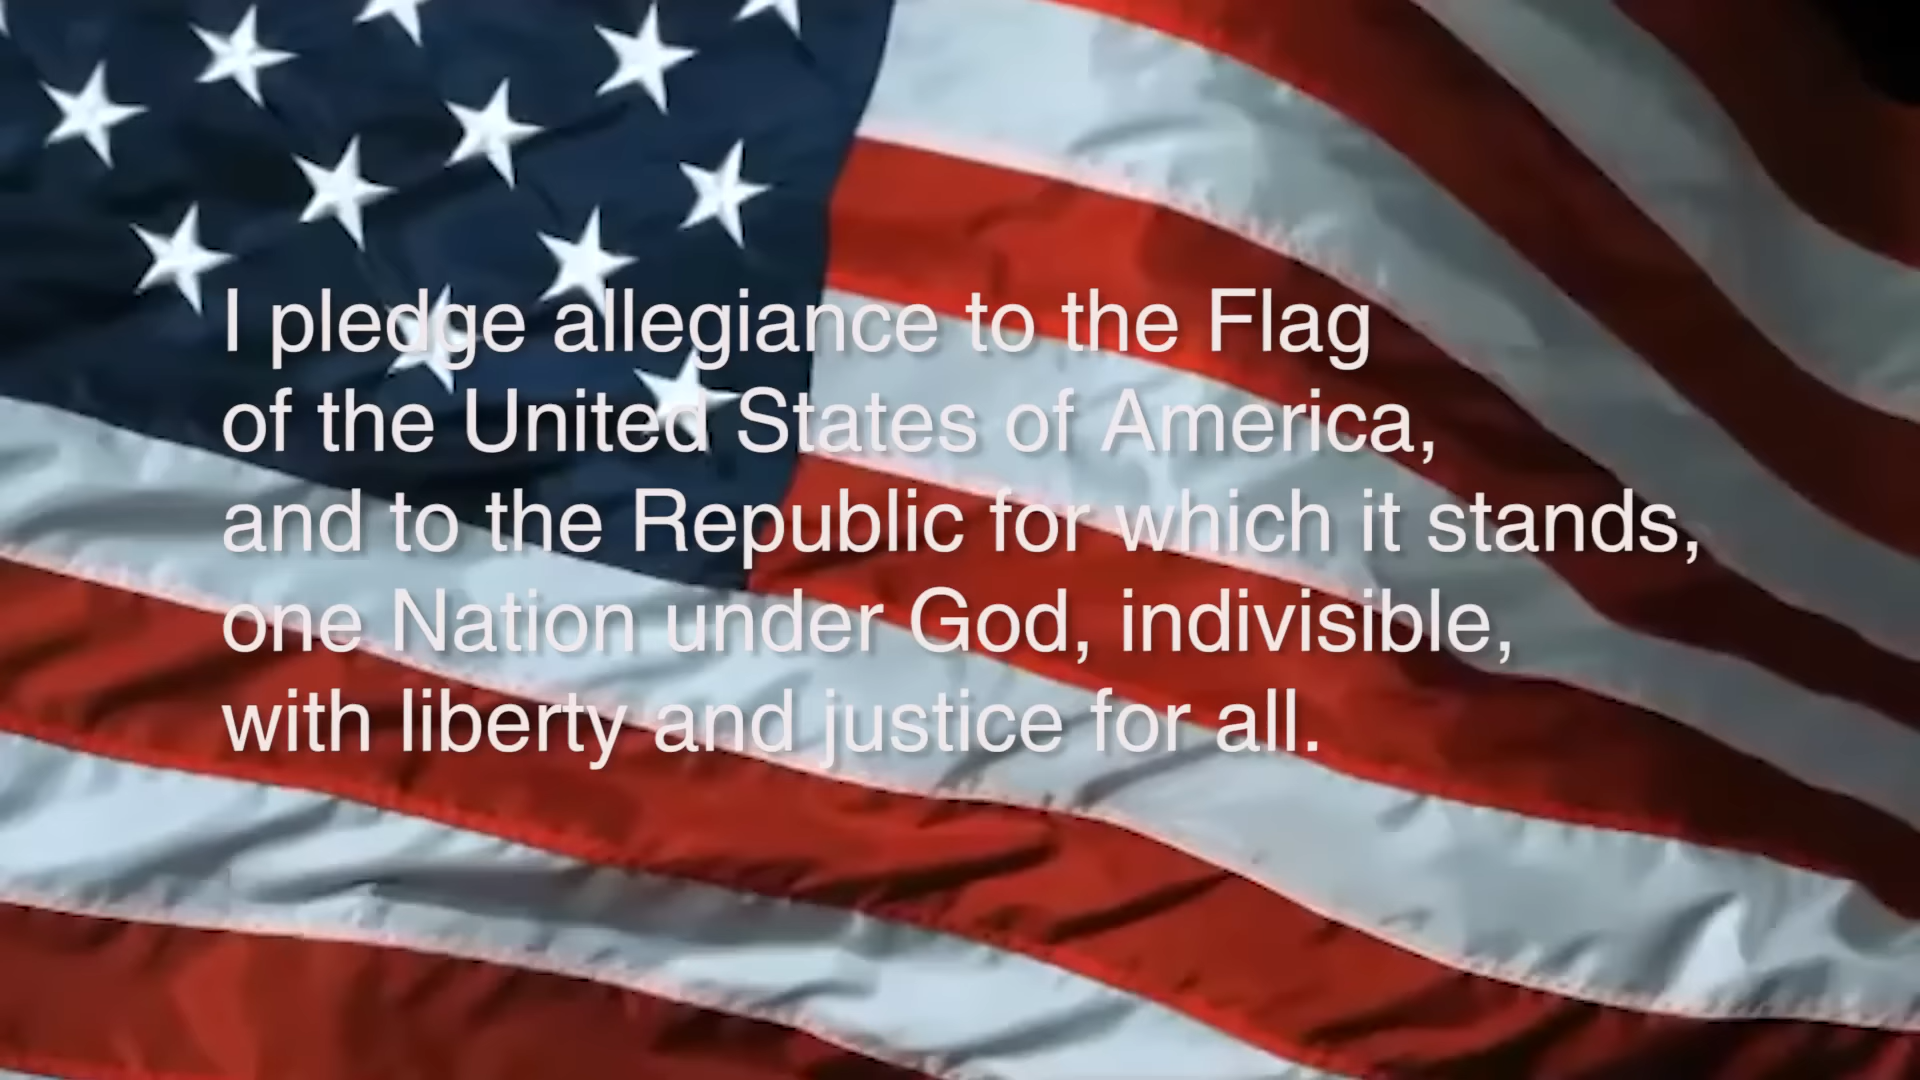 I pledge allegiance to the Flag
of the United States of America,
and to the Republic for which it stands,
one Nation under God, indivisible,
with liberty and justice for all.